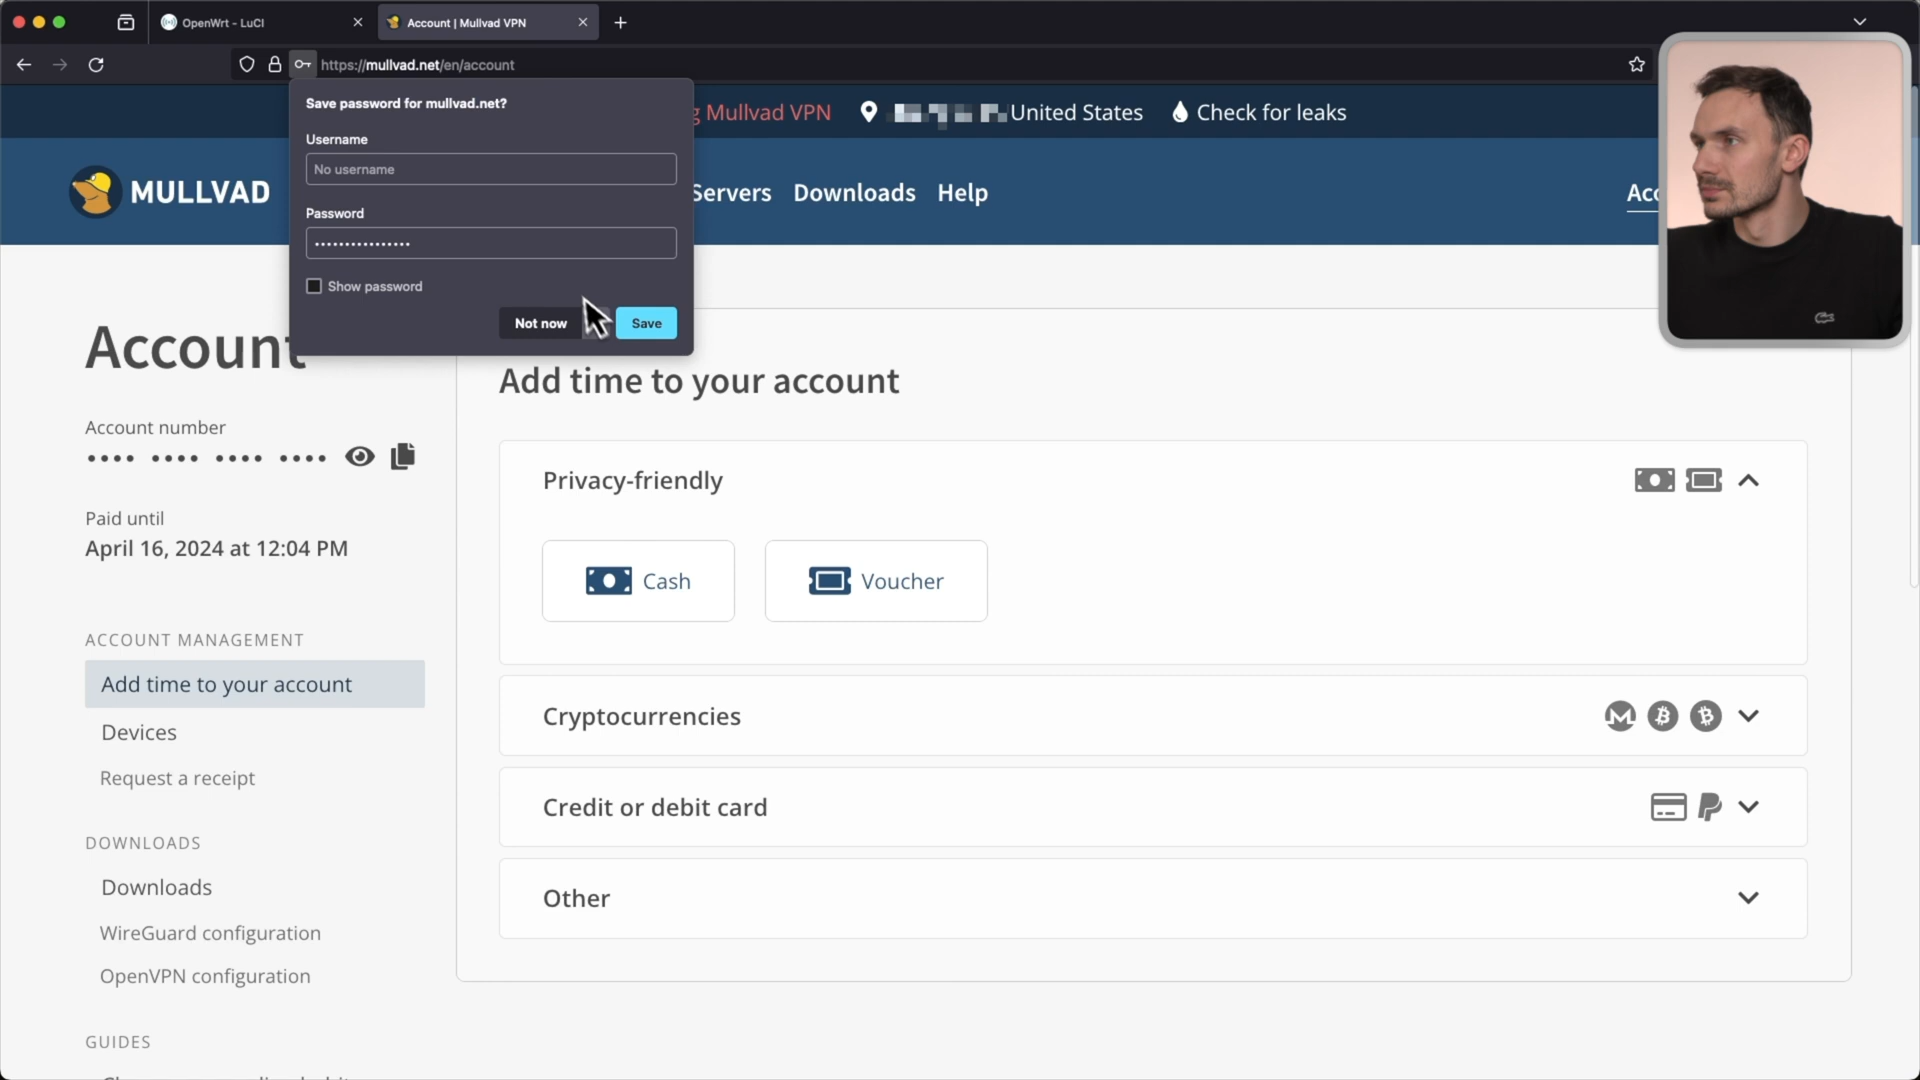 OpenWrt - LuCI
Account | Mullvad VPN
https://mullvad.net/en/account
Save password for mullvad.net?
Username
No username
Password
••••••••••••••••
Show password
Not now
Save
Mullvad VPN
United States
Check for leaks
MULLVAD
Servers
Downloads
Help
Account
Account number
•••• •••• •••• ••••
Paid until
April 16, 2024 at 12:04 PM
ACCOUNT MANAGEMENT
Add time to your account
Devices
Request a receipt
DOWNLOADS
Downloads
WireGuard configuration
OpenVPN configuration
GUIDES
Add time to your account
Privacy-friendly
Cash
Voucher
Cryptocurrencies
Credit or debit card
Other